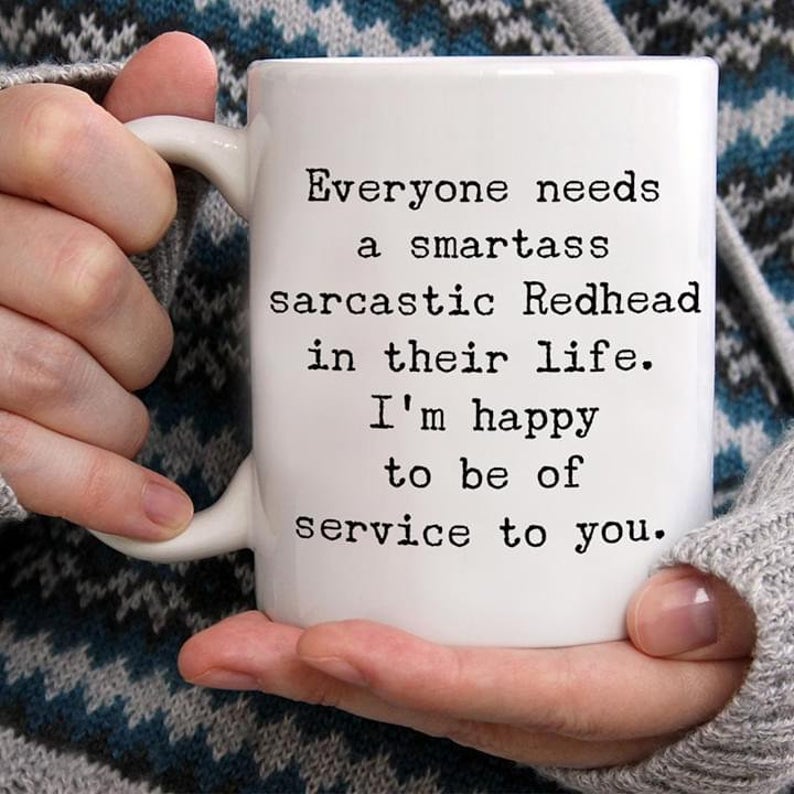 Everyone needs
a smartass
sarcastic Redhead
in their life.
I'm happy
to be of
service to you.